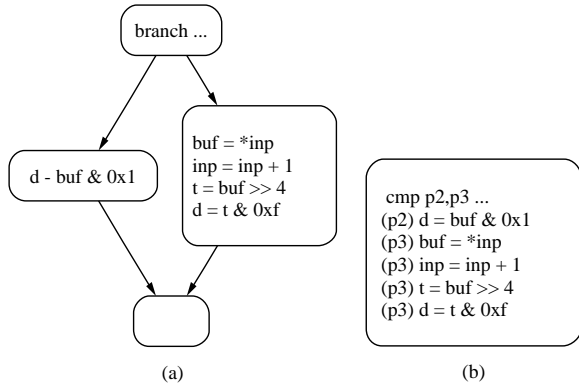 branch ...
d - buf & 0x1
buf = *inp
inp = inp + 1
t = buf >> 4
d = t & 0xf
cmp p2,p3 ...
(p2) d = buf & 0x1
(p3) buf = *inp
(p3) inp = inp + 1
(p3) t = buf >> 4
(p3) d = t & 0xf
(a)
(b)